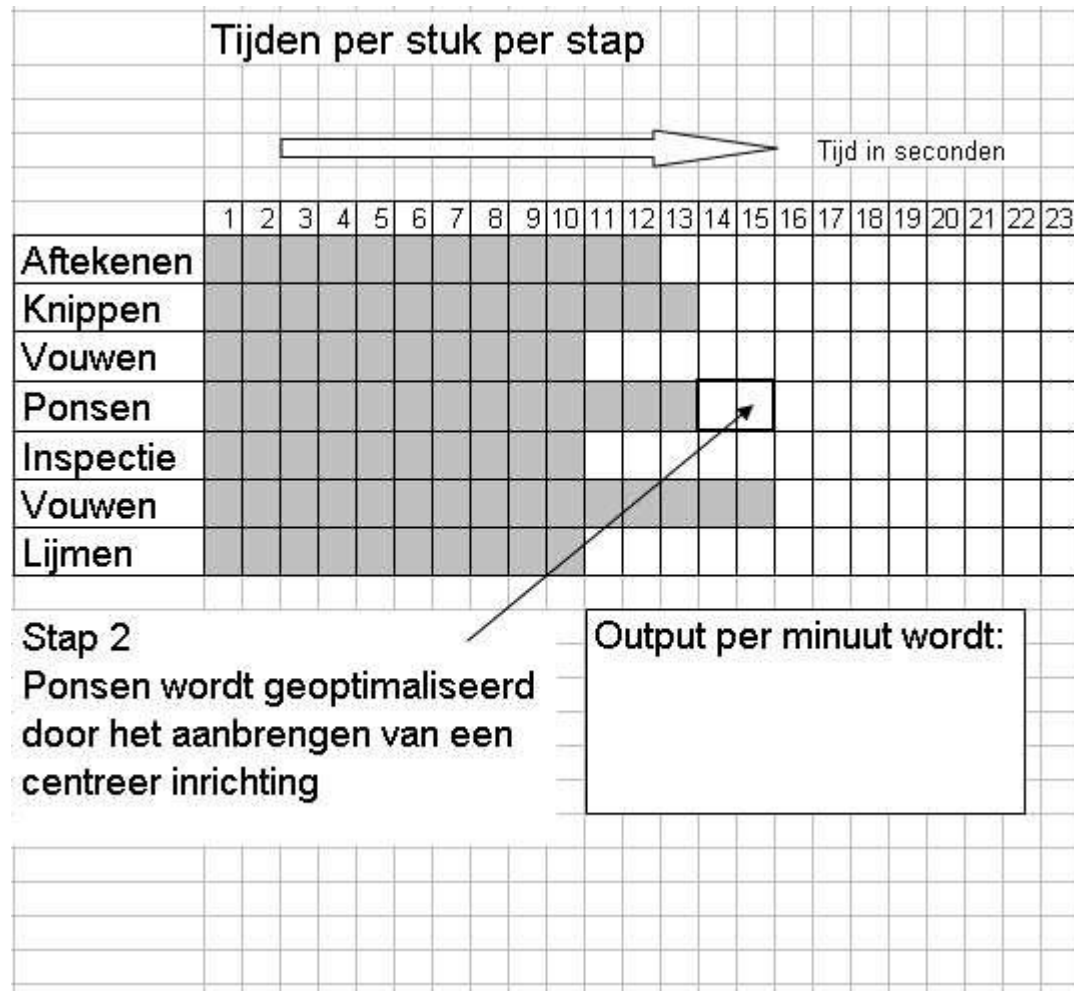 Tijden per stuk per stap
Tijd in seconden
1 2 3 4 5 6 7 8 9 10 11 12 13 14 15 16 17 18 19 20 21 22 23
Aftekenen
Knippen
Vouwen
Ponsen
Inspectie
Vouwen
Lijmen
Stap 2
Ponsen wordt geoptimaliseerd
door het aanbrengen van een
centreer inrichting
Output per minuut wordt: